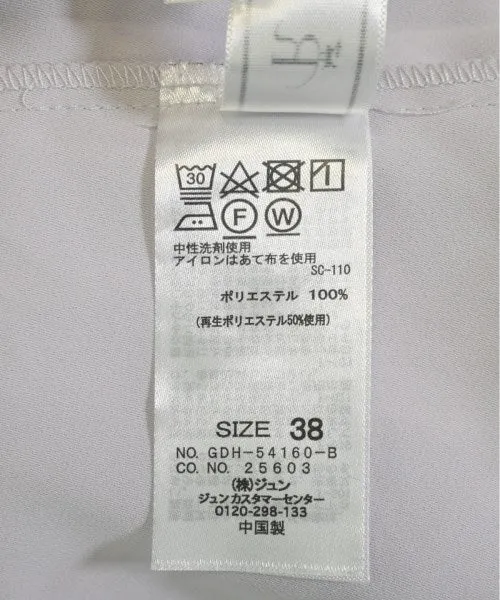 30
F W
中性洗剤使用
アイロンはあて布を使用
SC-110
ポリエステル 100%
(再生ポリエステル50%使用)
SIZE 38
NO. GDH-54160-B
CO. NO. 25603
(株)ジュン
ジュンカスタマーセンター
0120-298-133
中国製